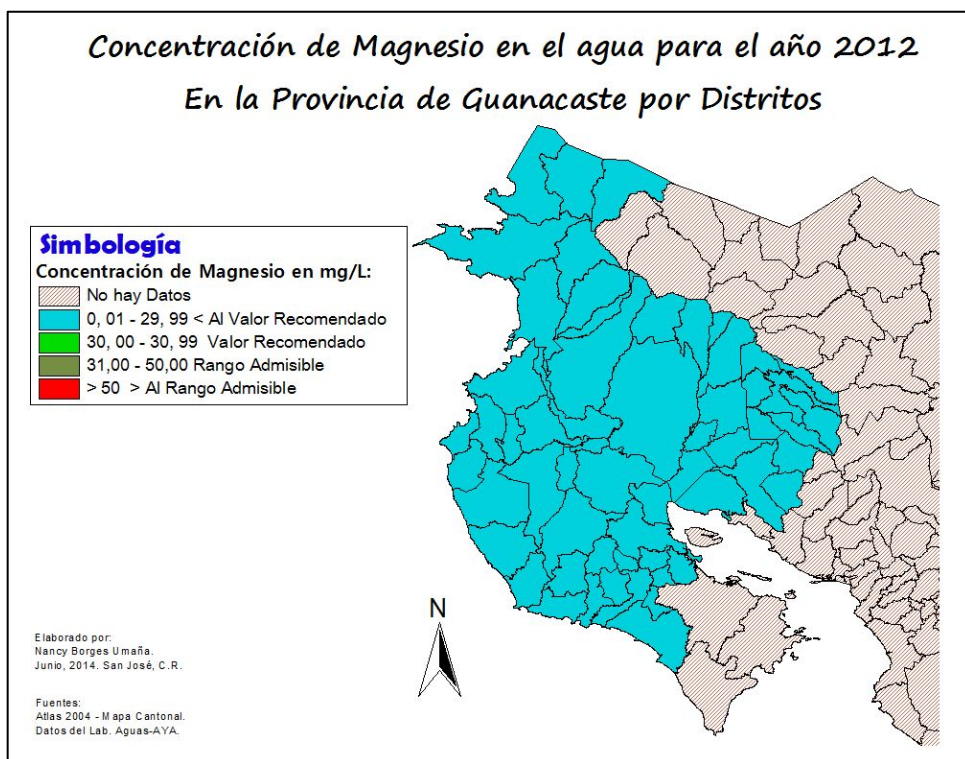 Concentración de Magnesio en el agua para el año 2012
En la Provincia de Guanacaste por Distritos
Simbología
Concentración de Magnesio en mg/L:
No hay Datos
0, 01 - 29, 99 < Al Valor Recomendado
30, 00 - 30, 99 Valor Recomendado
31,00 - 50,00 Rango Admisible
> 50 > Al Rango Admisible
N
Elaborado por:
Nancy Borges Umaña.
Junio, 2014. San José, C.R.
Fuentes:
Atlas 2004 - Mapa Cantonal.
Datos del Lab. Aguas-AYA.